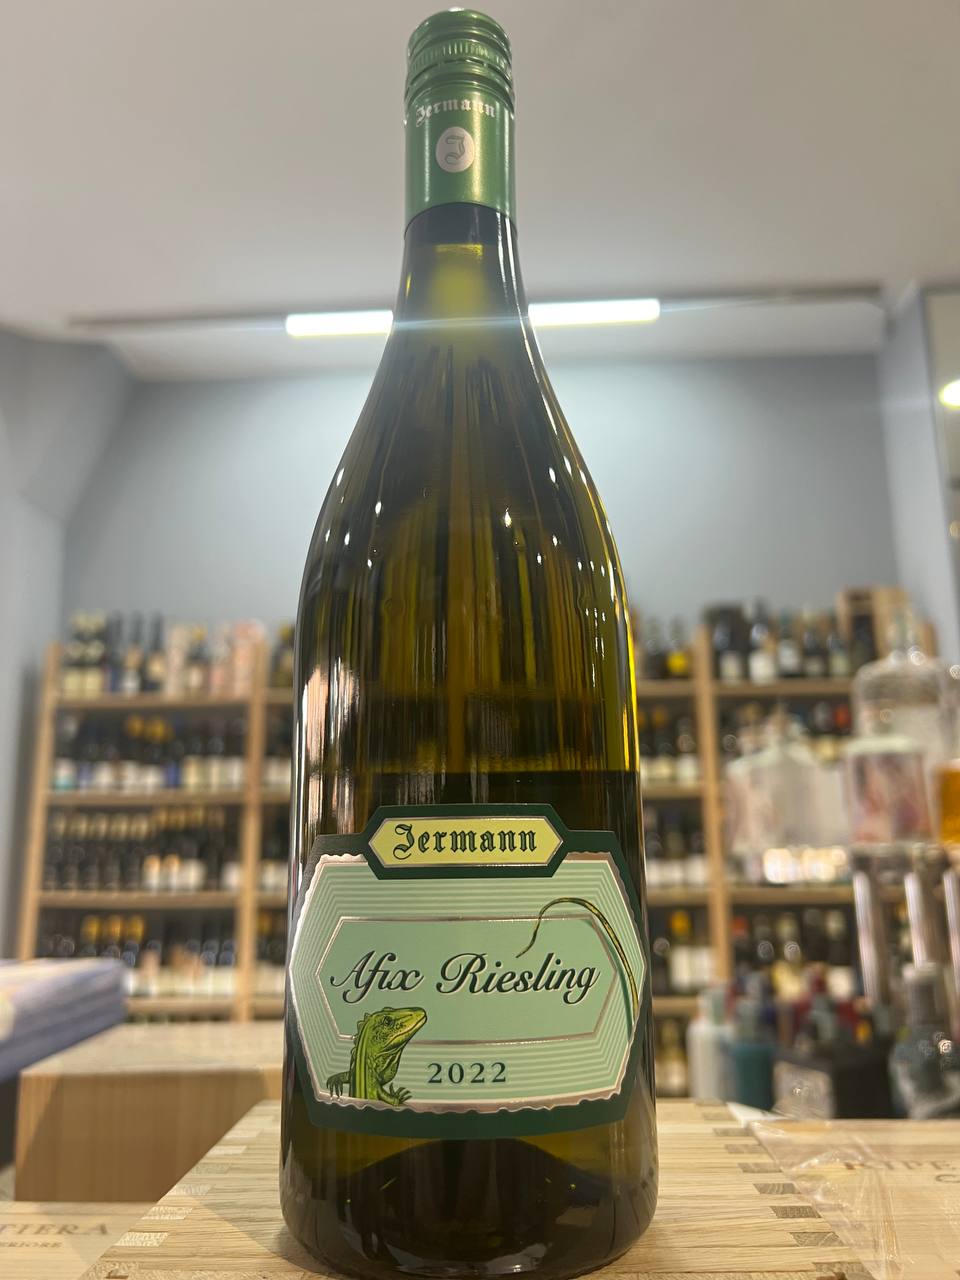 Jermann
J
Jermann
Afix Riesling
2022